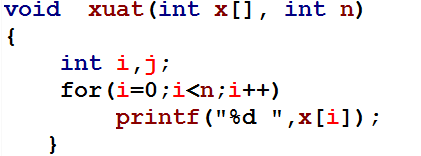 void  xuat(int x[], int n)
{
    int i,j;
    for(i=0;i<n;i++)
        printf("%d ",x[i]);
   }